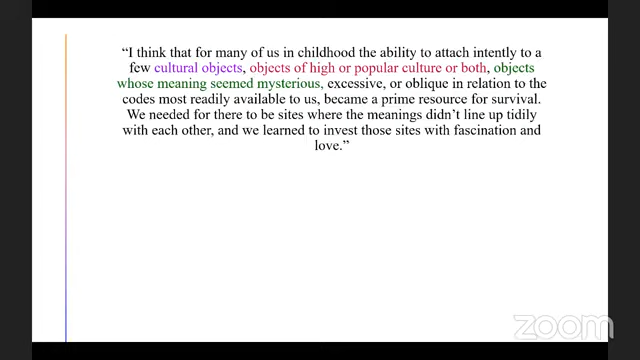 “I think that for many of us in childhood the ability to attach intently to a
few cultural objects, objects of high or popular culture or both, objects
whose meaning seemed mysterious, excessive, or oblique in relation to the
codes most readily available to us, became a prime resource for survival.
We needed for there to be sites where the meanings didn’t line up tidily
with each other, and we learned to invest those sites with fascination and
love.”
zoom